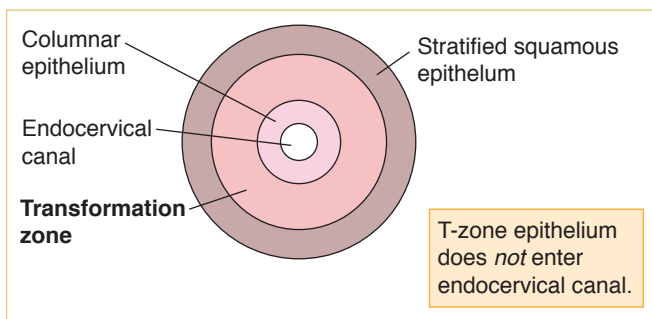 Columnar
epithelium
Stratified squamous
epithelum
Endocervical
canal
Transformation
zone
T-zone epithelium
does not enter
endocervical canal.